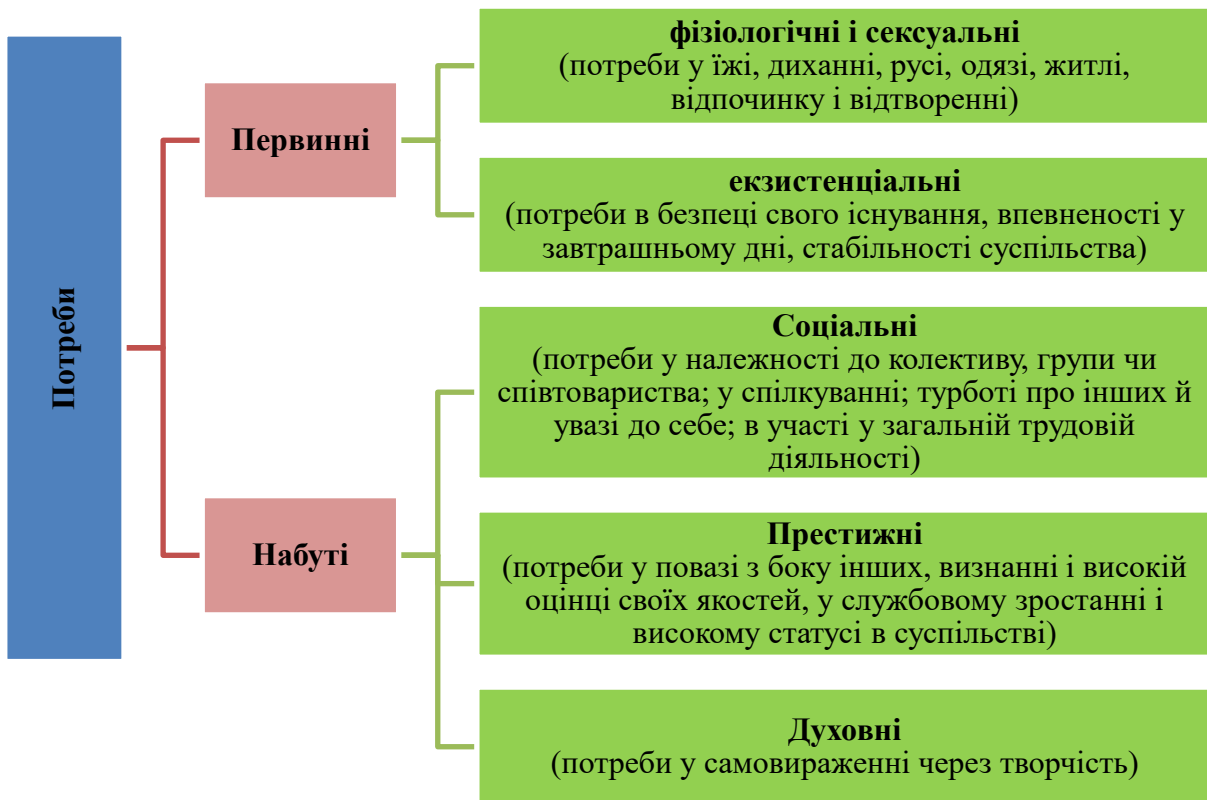 Потреби
Первинні
фізіологічні і сексуальні
(потреби у їжі, диханні, русі, одязі, житлі,
відпочинку і відтворенні)
екзистенціальні
(потреби в безпеці свого існування, впевненості у
завтрашньому дні, стабільності суспільства)
Набуті
Соціальні
(потреби у належності до колективу, групи чи
співтовариства; у спілкуванні; турботі про інших й
увазі до себе; в участі у загальній трудовій
діяльності)
Престижні
(потреби у повазі з боку інших, визнанні і високій
оцінці своїх якостей, у службовому зростанні і
високому статусі в суспільстві)
Духовні
(потреби у самовираженні через творчість)